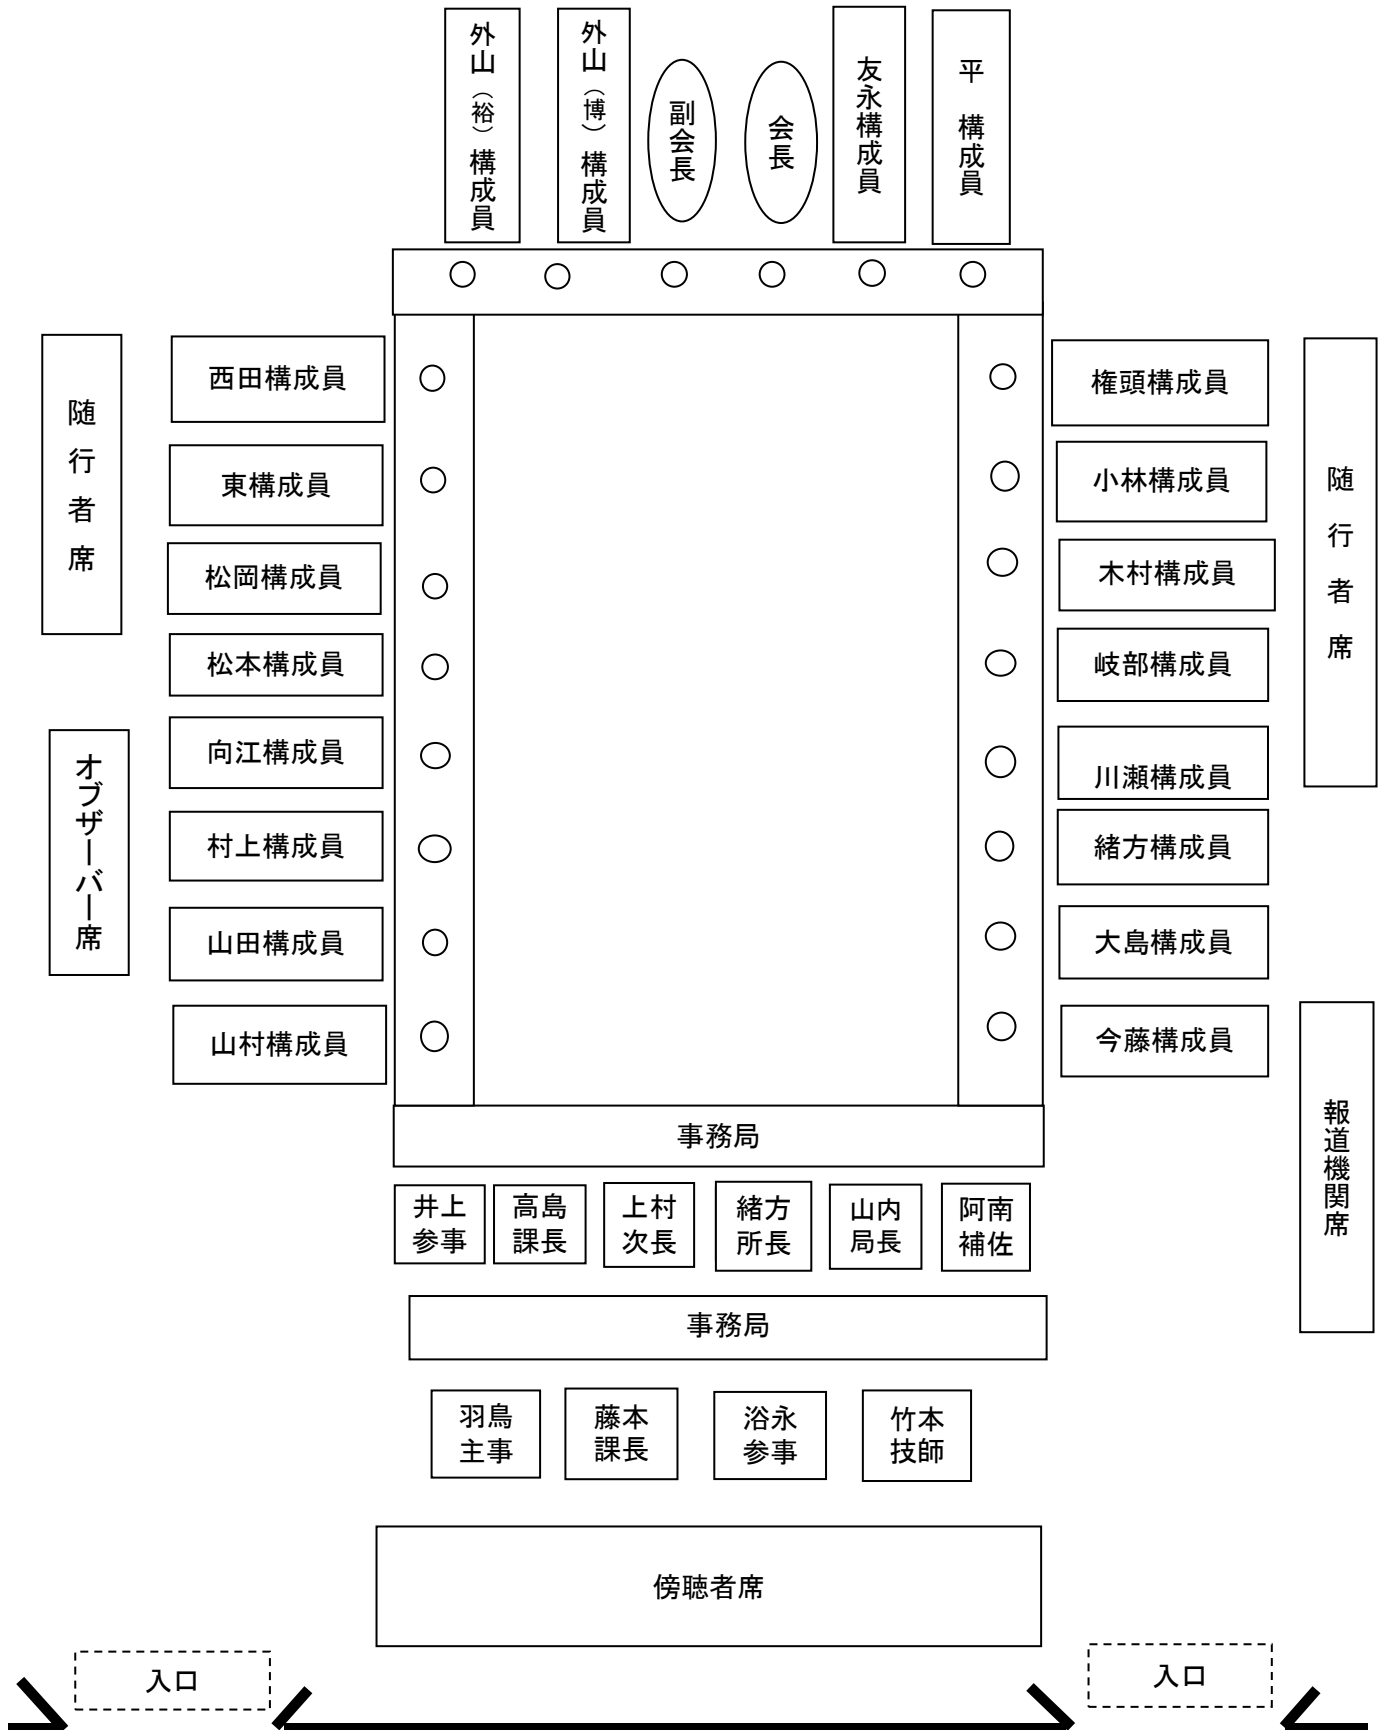 外山（裕）構成員
外山（博）構成員
副会長
会長
友永構成員
平　構成員
随行者席
西田構成員
東構成員
松岡構成員
松本構成員
向江構成員
村上構成員
山田構成員
山村構成員
オブザーバー席
権頭構成員
小林構成員
木村構成員
岐部構成員
川瀬構成員
緒方構成員
大島構成員
今藤構成員
随行者席
報道機関席
事務局
井上
参事
高島
課長
上村
次長
緒方
所長
山内
局長
阿南
補佐
事務局
羽鳥
主事
藤本
課長
浴永
参事
竹本
技師
傍聴者席
入口
入口